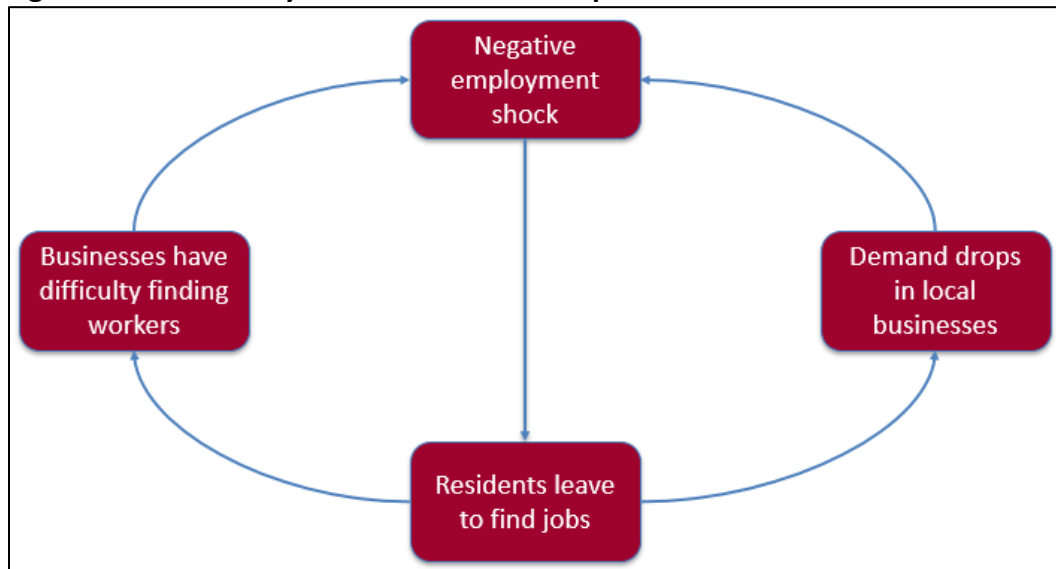 Negative
employment
shock
Businesses have
difficulty finding
workers
Demand drops
in local
businesses
Residents leave
to find jobs